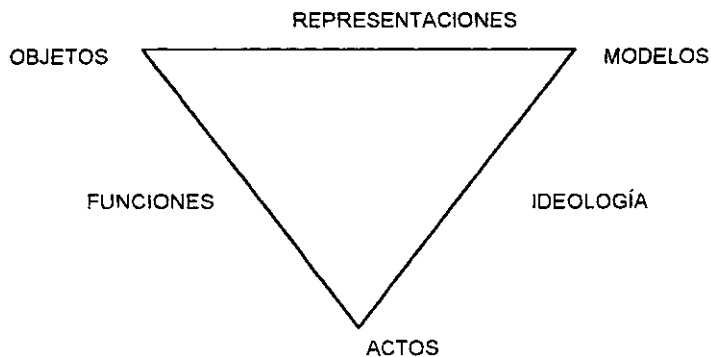 REPRESENTACIONES
OBJETOS
MODELOS
FUNCIONES
IDEOLOGÍA
ACTOS